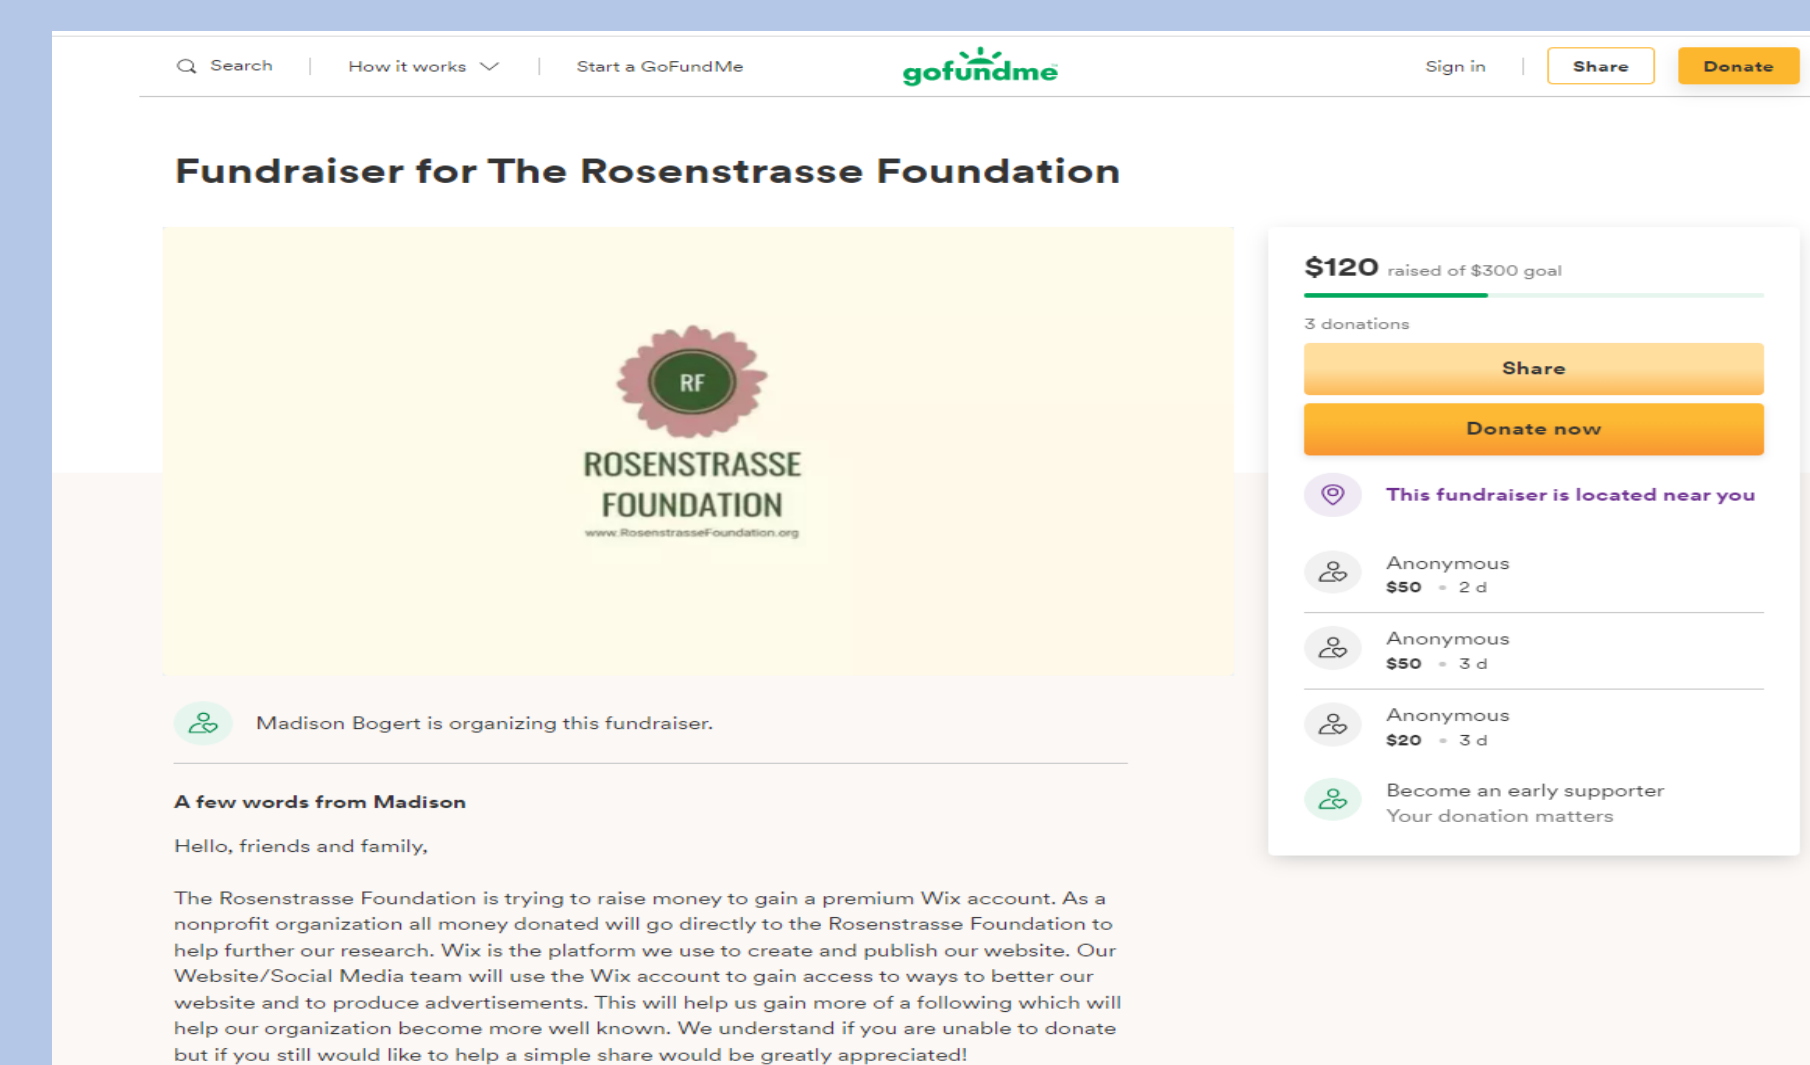 Search
How it works
Start a GoFundMe
gofundme
Sign in
Share
Donate
Fundraiser for The Rosenstrasse Foundation
RF
ROSENSTRASSE
FOUNDATION
www.RosenstrasseFoundation.org
Madison Bogert is organizing this fundraiser.
A few words from Madison
Hello, friends and family,
The Rosenstrasse Foundation is trying to raise money to gain a premium Wix account. As a
nonprofit organization all money donated will go directly to the Rosenstrasse Foundation to
help further our research. Wix is the platform we use to create and publish our website. Our
Website/Social Media team will use the Wix account to gain access to ways to better our
website and to produce advertisements. This will help us gain more of a following which will
help our organization become more well known. We understand if you are unable to donate
but if you still would like to help a simple share would be greatly appreciated!
$120 raised of $300 goal
3 donations
Share
Donate now
This fundraiser is located near you
Anonymous
$50 • 2 d
Anonymous
$50 • 3 d
Anonymous
$20 • 3 d
Become an early supporter
Your donation matters